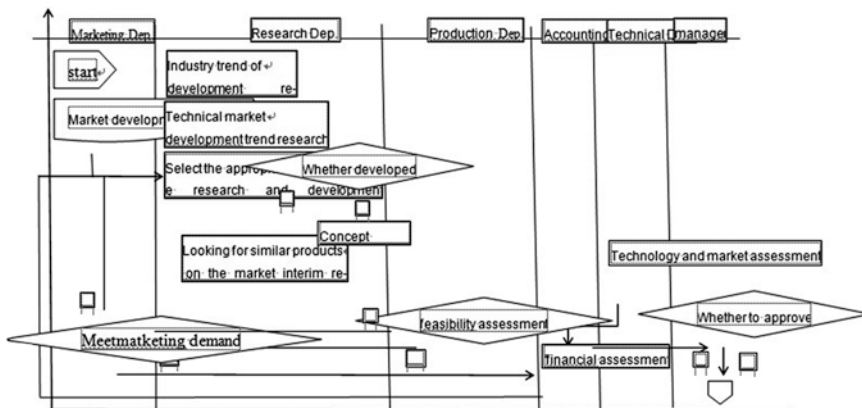 Marketing Dep.
Research Dep.
Production Dep.
Accounting
Technical D
manager
start
Industry trend of
development re-
Market developm
Technical market
development trend research
Select the approp
e research and development
Whether developed
Concept
Looking for similar products
on the market interim re-
Technology and market assessment
feasibility assessment
Whether to approve
Meetmatketing demand
financial assessment